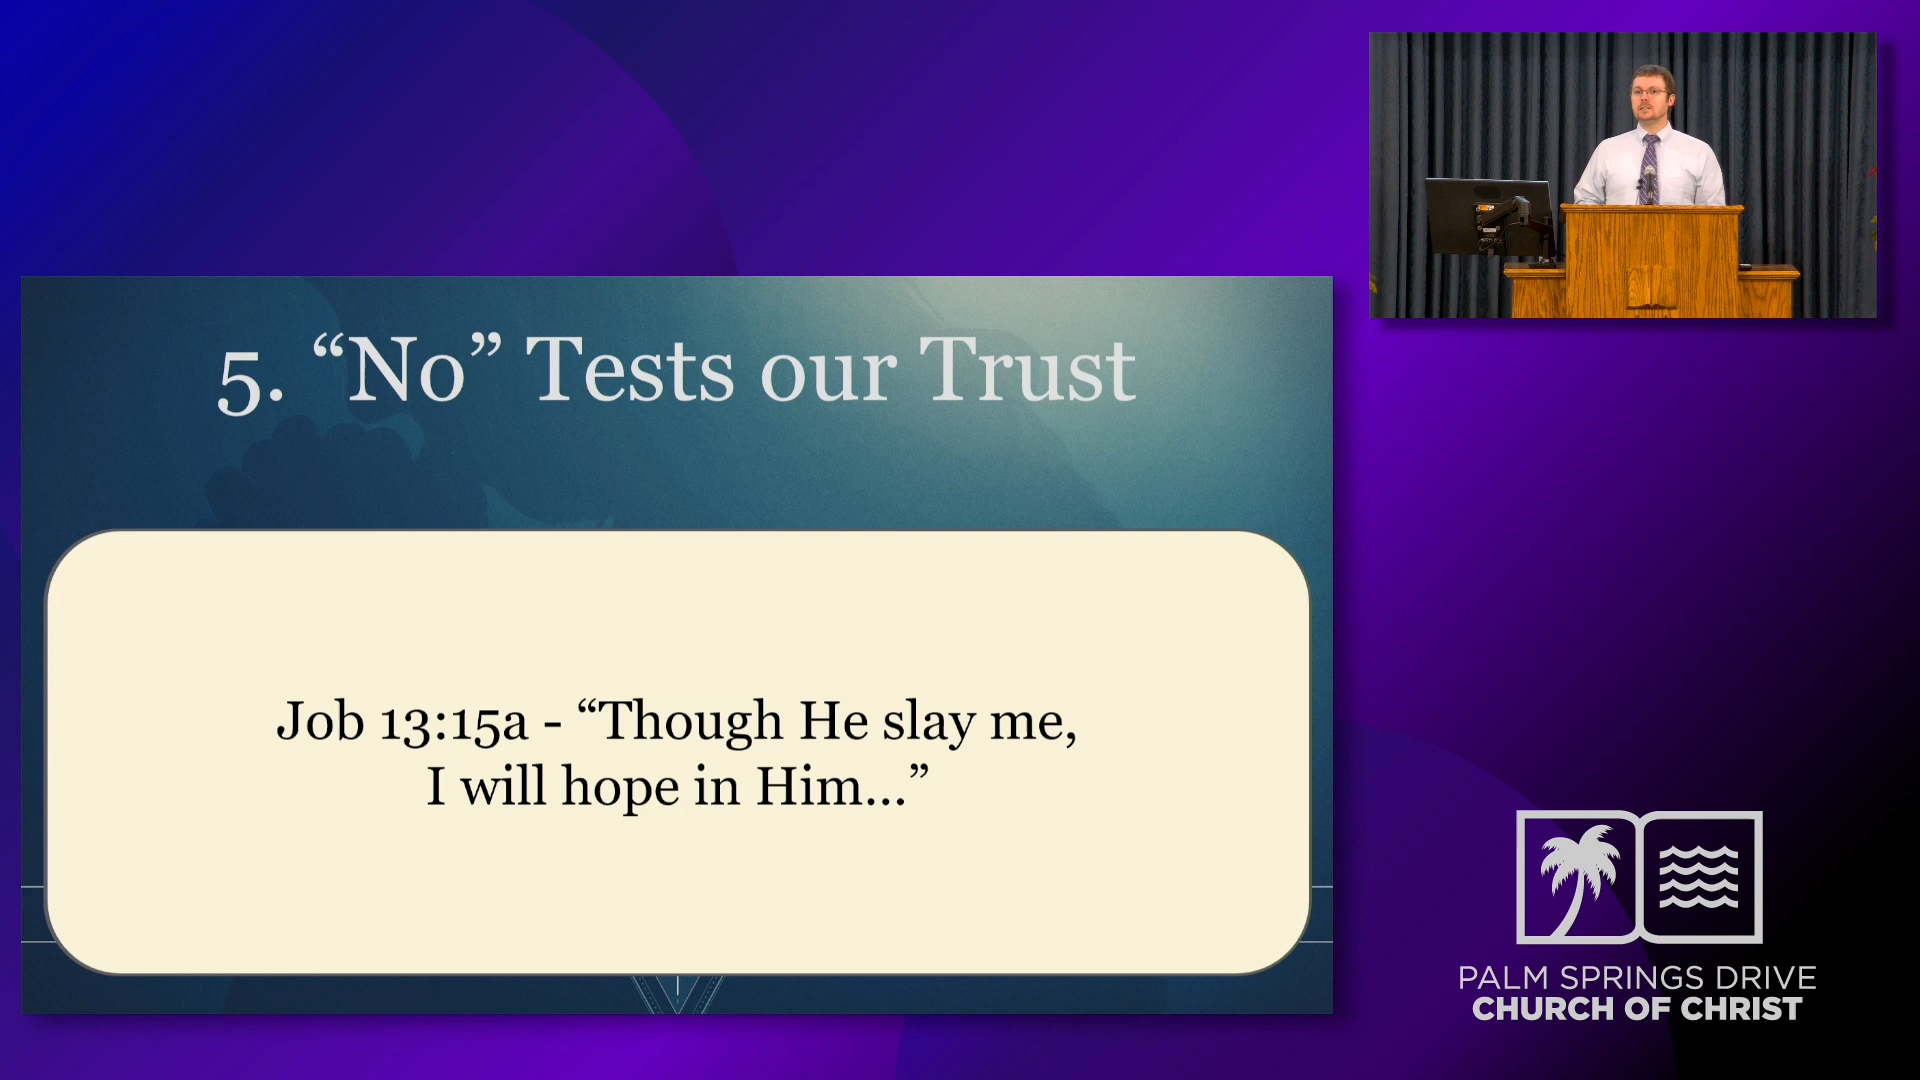 5. “No” Tests our Trust
Job 13:15a - “Though He slay me,
I will hope in Him...”
PALM SPRINGS DRIVE
CHURCH OF CHRIST